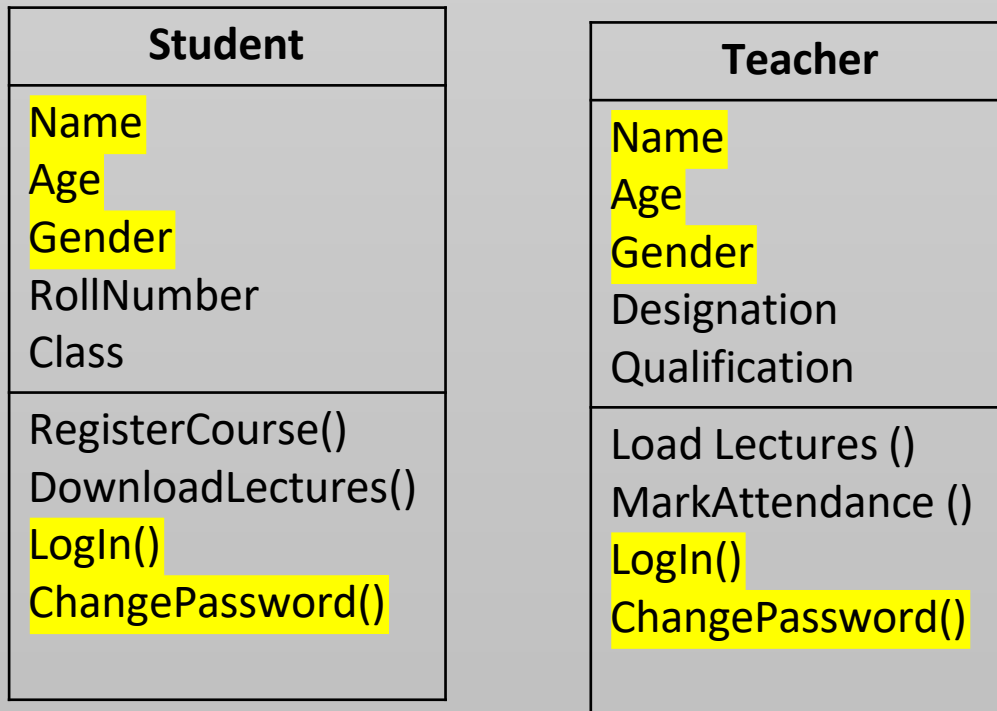 Student
Name
Age
Gender
RollNumber
Class
RegisterCourse()
DownloadLectures()
LogIn()
ChangePassword()
Teacher
Name
Age
Gender
Designation
Qualification
Load Lectures ()
MarkAttendance ()
LogIn()
ChangePassword()